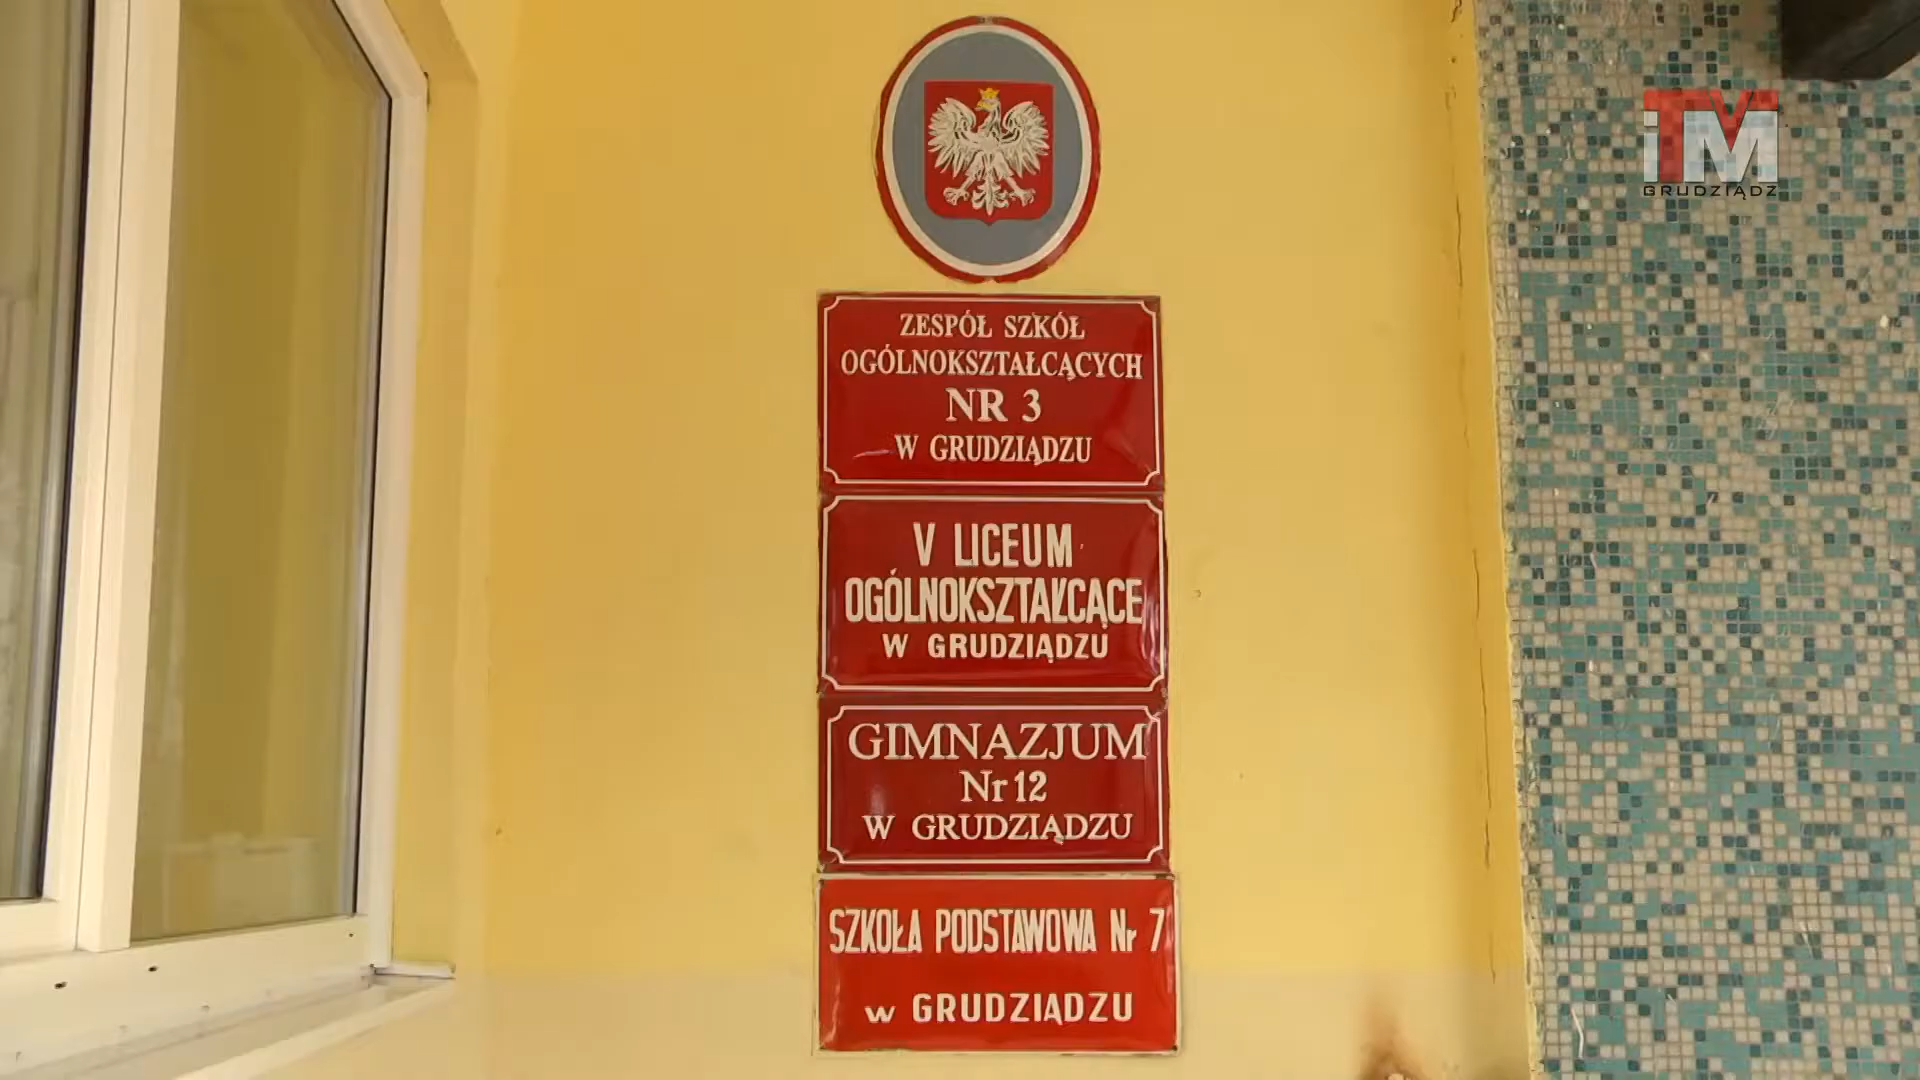 iTVM
GRUDZIĄDZ
ZESPÓŁ SZKÓŁ
OGÓLNOKSZTAŁCĄCYCH
NR 3
W GRUDZIĄDZU
V LICEUM
OGÓLNOKSZTAŁCĄCE
W GRUDZIĄDZU
GIMNAZJUM
Nr 12
W GRUDZIĄDZU
SZKOŁA PODSTAWOWA Nr 7
w GRUDZIĄDZU